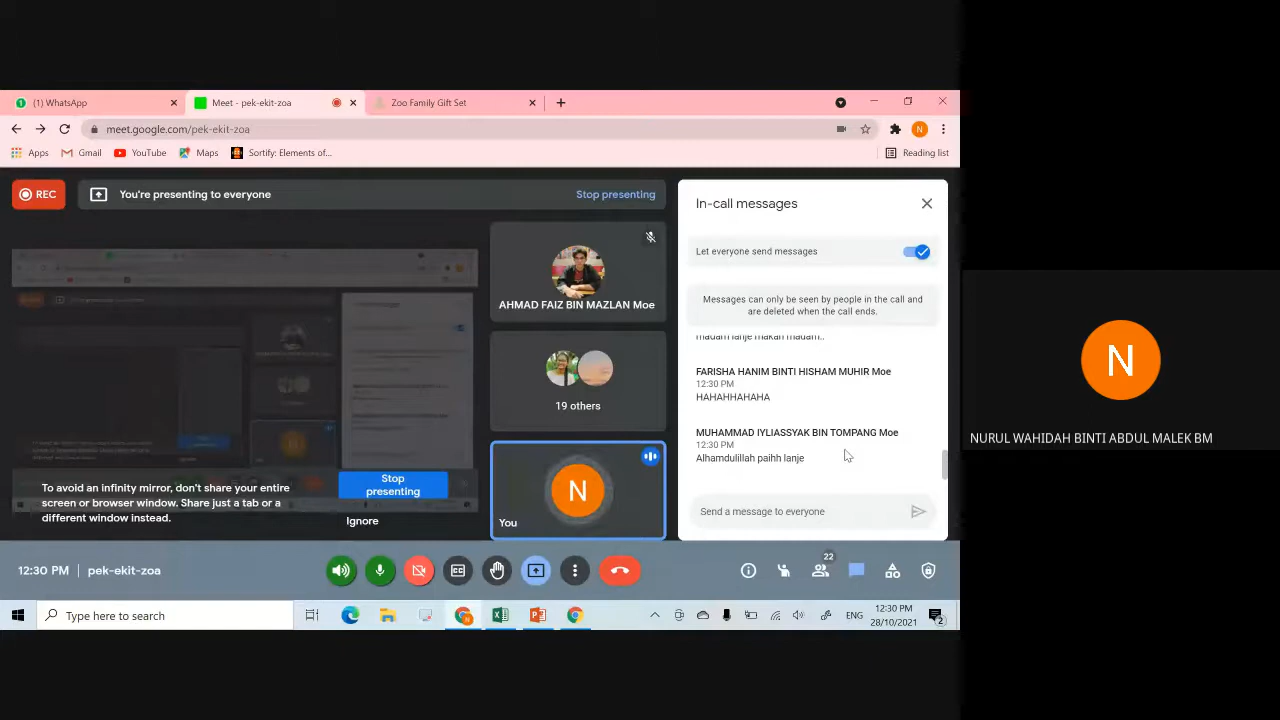 (1) WhatsApp
Meet - pek-ekit-zoa
Zoo Family Gift Set
meet.google.com/pek-ekit-zoa
Apps
Gmail
YouTube
Maps
Sortify: Elements of...
Reading list
REC
You're presenting to everyone
Stop presenting
In-call messages
Let everyone send messages
Messages can only be seen by people in the call and
are deleted when the call ends.
madam lanje makan madam..
FARISHA HANIM BINTI HISHAM MUHIR Moe
12:30 PM
HAHAHHAHAHA
MUHAMMAD IYLIASSYAK BIN TOMPANG Moe
12:30 PM
Alhamdulillah paihh lanje
Send a message to everyone
AHMAD FAIZ BIN MAZLAN Moe
19 others
N
You
To avoid an infinity mirror, don't share your entire
screen or browser window. Share just a tab or a
different window instead.
Stop
presenting
Ignore
12:30 PM | pek-ekit-zoa
22
Type here to search
ENG
12:30 PM
28/10/2021
2
N
NURUL WAHIDAH BINTI ABDUL MALEK BM